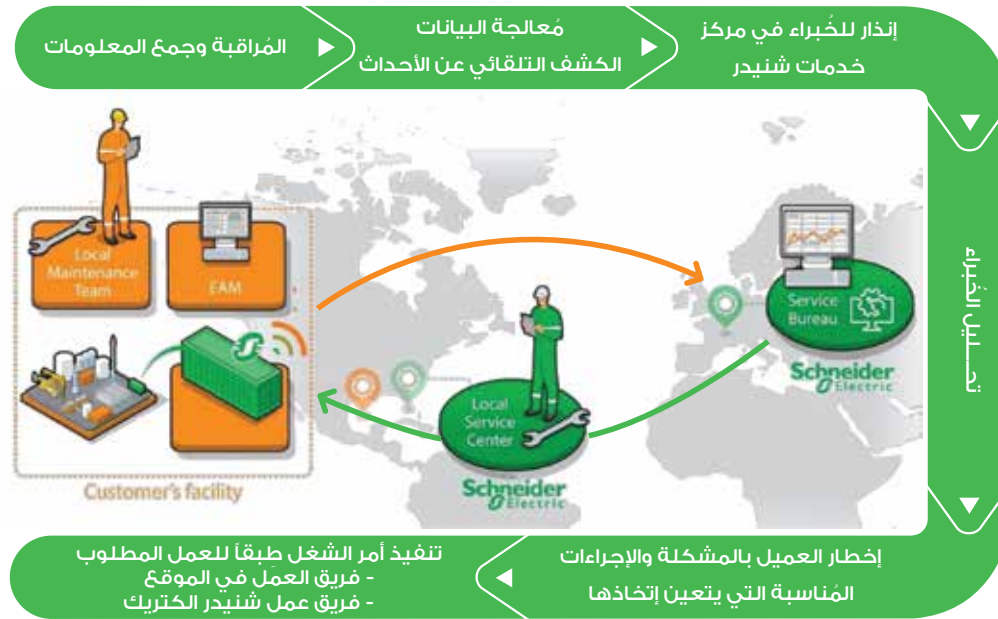 المُراقبة وجمع المعلومات
مُعالجة البيانات
الكشف التلقائي عن الأحداث
إنذار للخُبراء في مركز
خدمات شنيدر
تحـــليل الخُبراء
Local
Maintenance
Team
EAM
Customer's facility
Local
Service
Center
Schneider
Electric
Service
Bureau
Schneider
Electric
إخطار العميل بالمشكلة والإجراءات
المُناسبة التي يتعين إتخاذها
تنفيذ أمر الشغل طِبقاً للعمل المطلوب
- فريق العمَل في الموقع
- فريق عمل شنيدر الكتريك